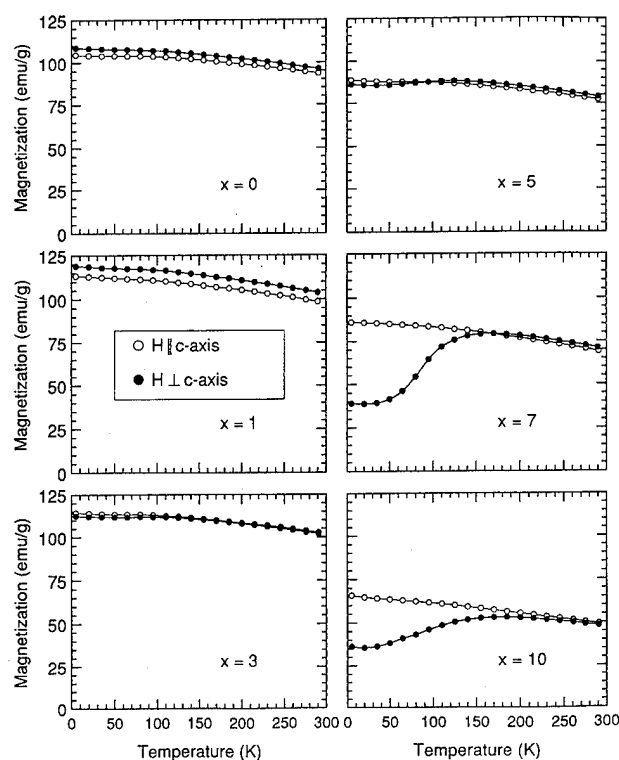 125
100
75
50
25
0
Magnetization (emu/g)
x = 0
x = 5
125
100
75
50
25
0
Magnetization (emu/g)
H ∥ c-axis
H ⊥ c-axis
x = 1
x = 7
125
100
75
50
25
0
Magnetization (emu/g)
x = 3
x = 10
0 50 100 150 200 250 300
0 50 100 150 200 250 300
Temperature (K)
Temperature (K)